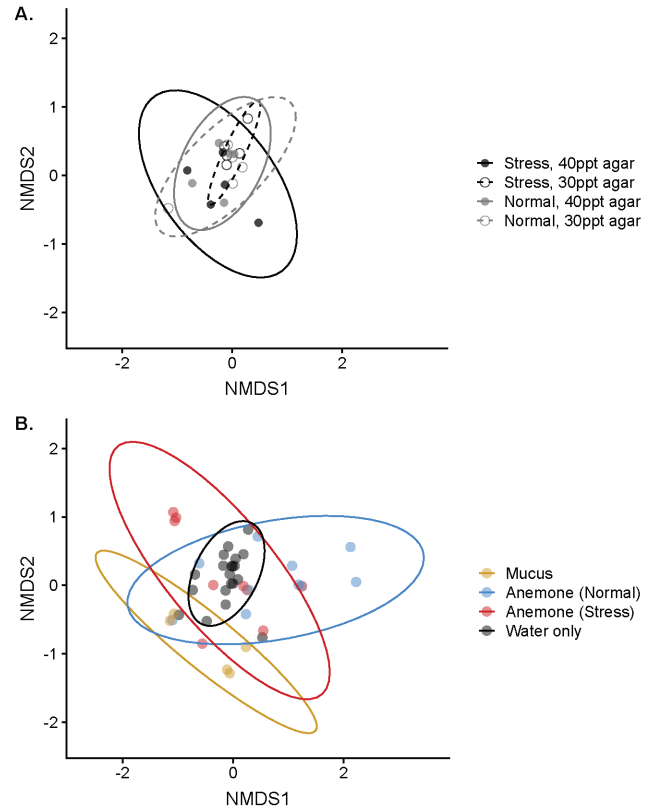 A.
2
1
0
-1
-2
NMDS2
-2 0 2
NMDS1
Stress, 40ppt agar
Stress, 30ppt agar
Normal, 40ppt agar
Normal, 30ppt agar
B.
2
1
0
-1
-2
NMDS2
-2 0 2
NMDS1
Mucus
Anemone (Normal)
Anemone (Stress)
Water only